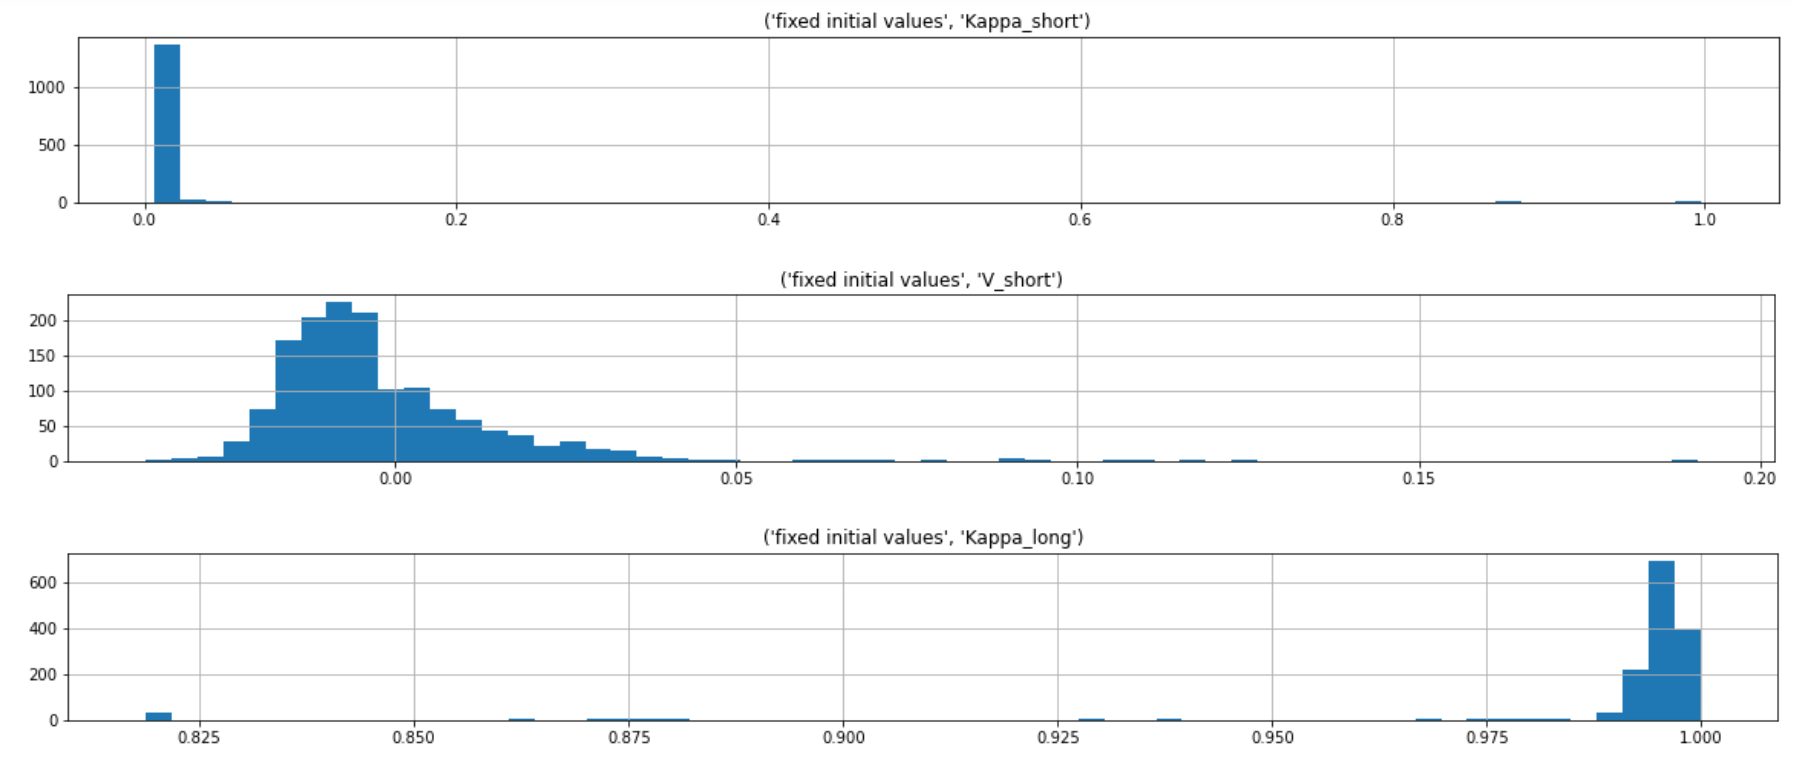 ('fixed initial values', 'Kappa_short')
1000
500
0
0.0 0.2 0.4 0.6 0.8 1.0
('fixed initial values', 'V_short')
200
150
100
50
0
0.00 0.05 0.10 0.15 0.20
('fixed initial values', 'Kappa_long')
600
400
200
0
0.825 0.850 0.875 0.900 0.925 0.950 0.975 1.000